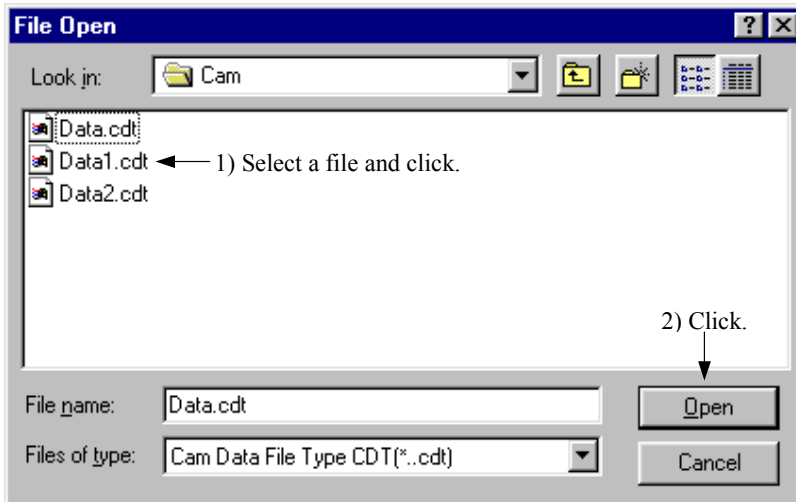 File Open
Look in: Cam
Data.cdt
Data1.cdt 1) Select a file and click.
Data2.cdt
2) Click.
File name: Data.cdt Open
Files of type: Cam Data File Type CDT(*..cdt) Cancel